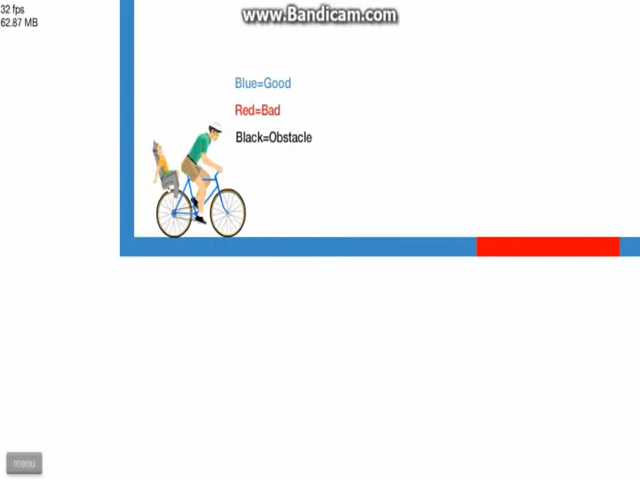 32 fps
62.87 MB
www.Bandicam.com
Blue=Good
Red=Bad
Black=Obstacle
menu